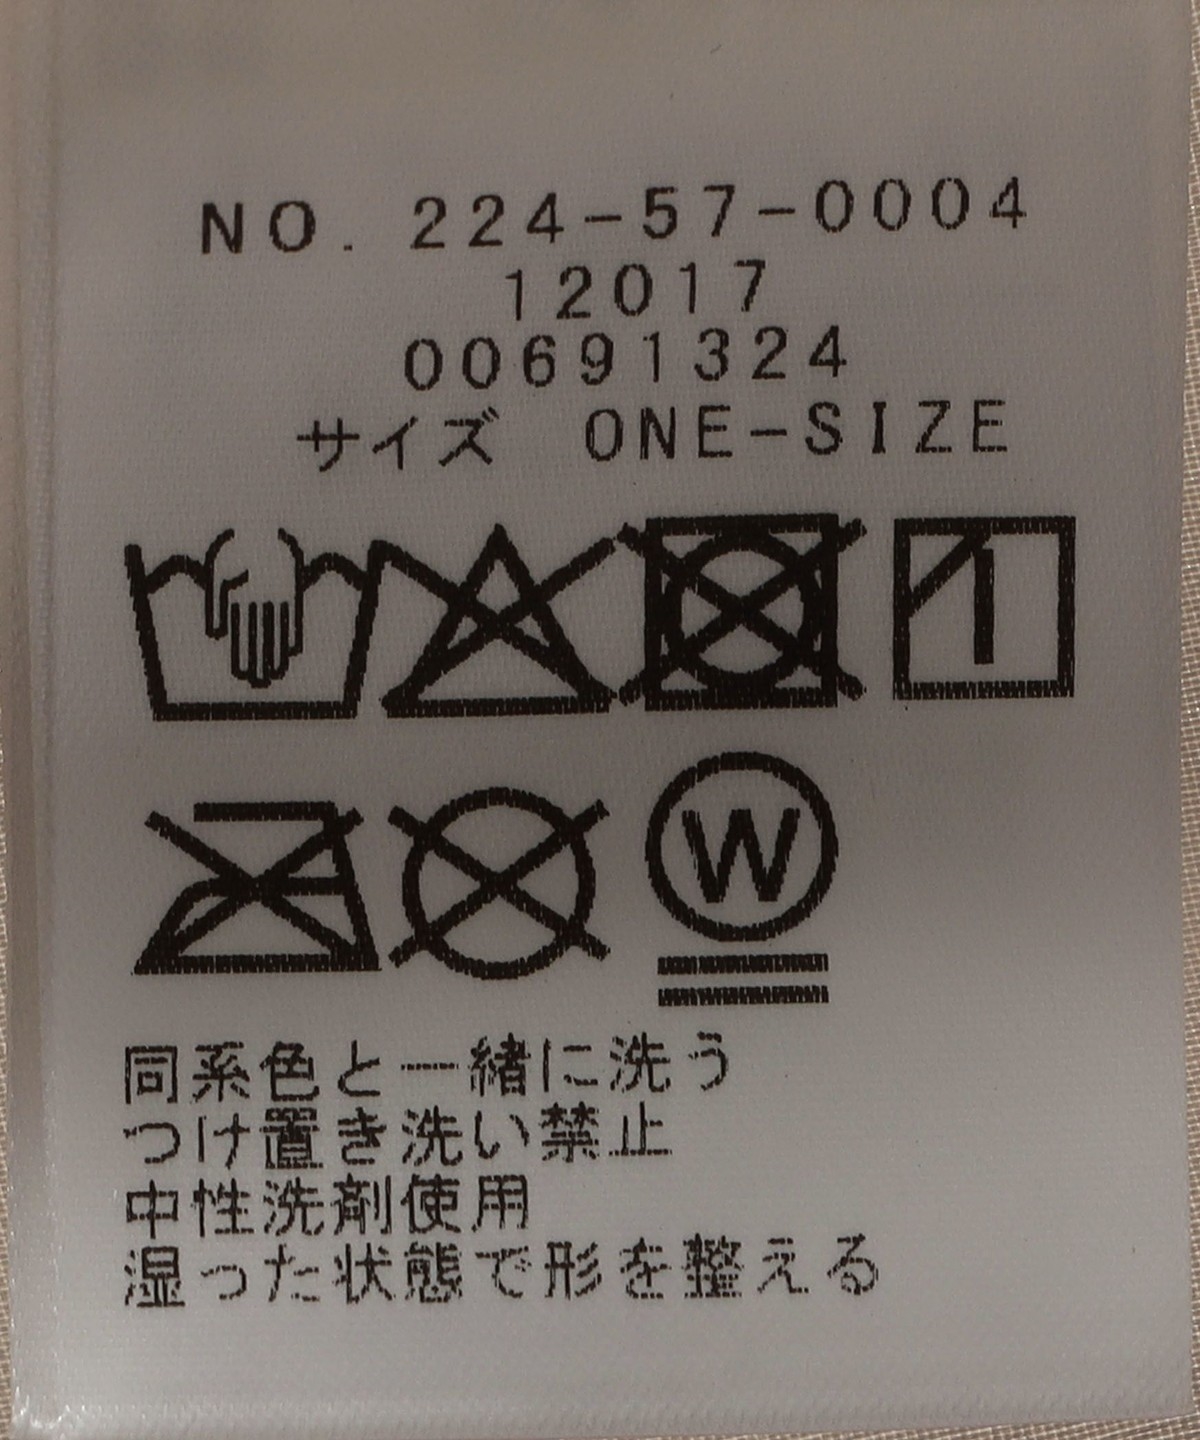 NO. 224-57-0004
12017
00691324
サイズ ONE-SIZE
W
同系色と一緒に洗う
つけ置き洗い禁止
中性洗剤使用
湿った状態で形を整える